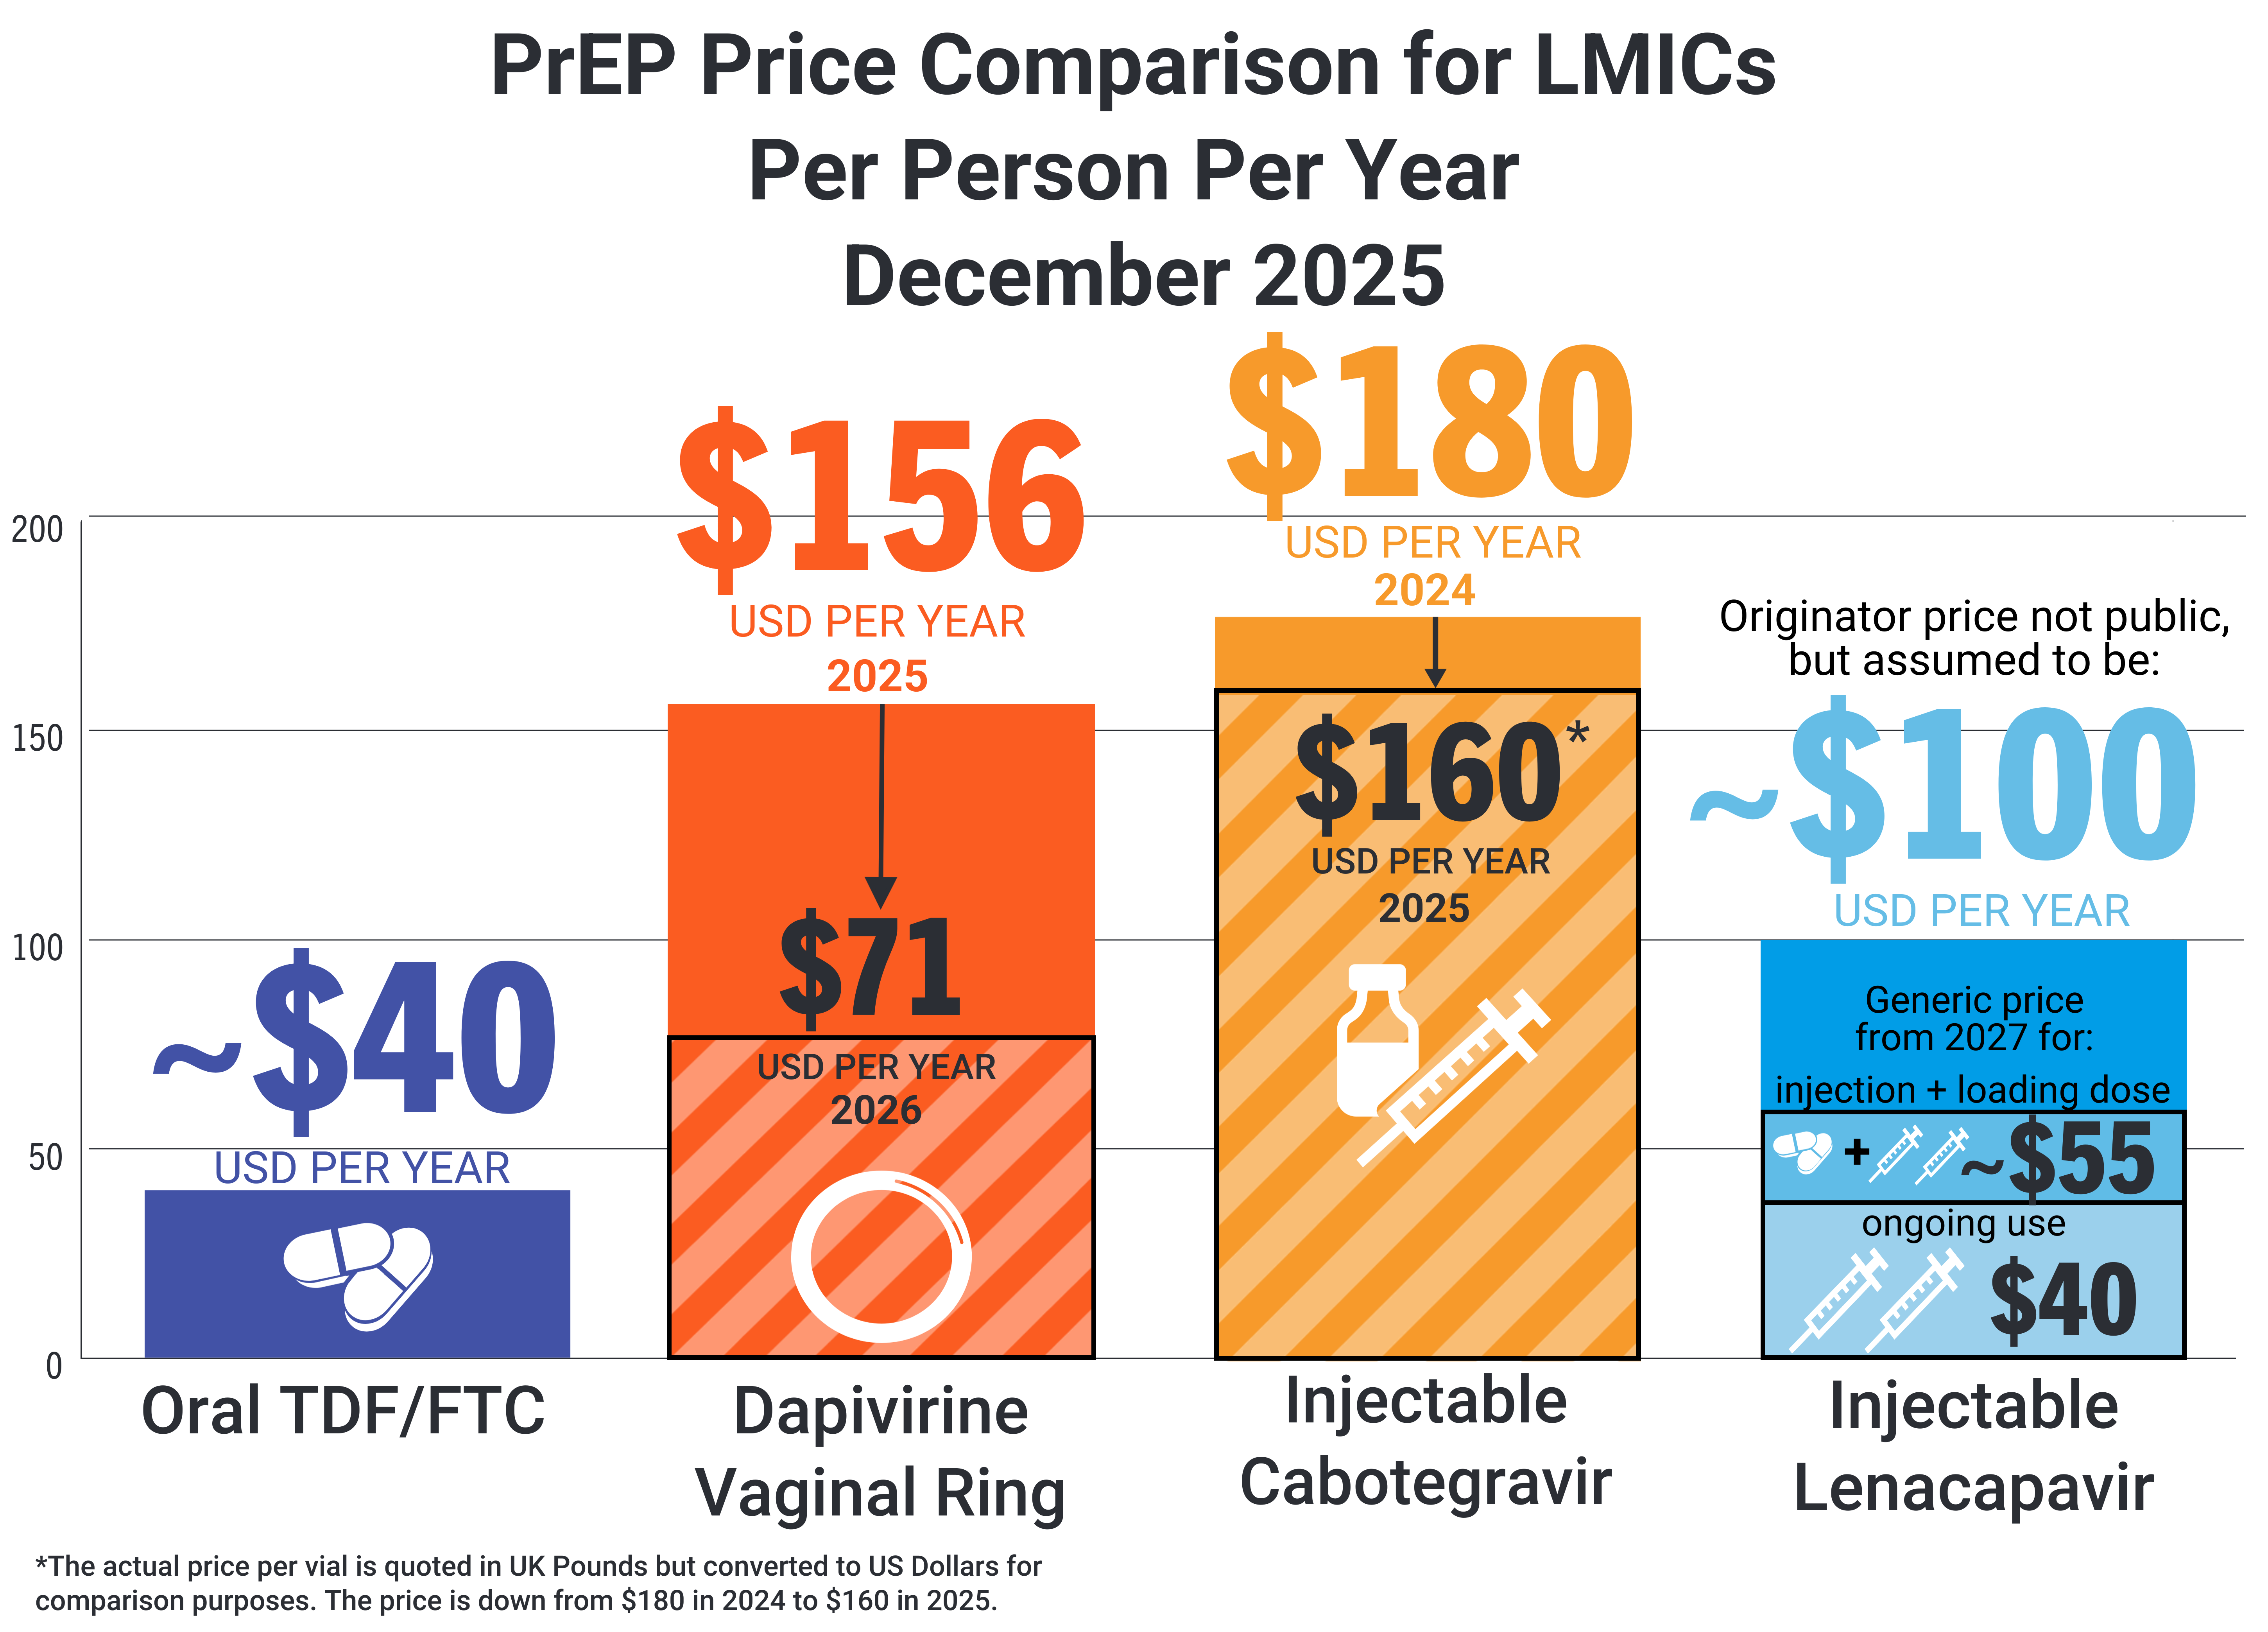 PrEP Price Comparison for LMICs
Per Person Per Year
December 2025
200
150
100
50
0
~$40
USD PER YEAR
$156
USD PER YEAR
2025
$71
USD PER YEAR
2026
$180
USD PER YEAR
2024
$160*
USD PER YEAR
2025
Originator price not public,
but assumed to be:
~$100
USD PER YEAR
Generic price
from 2027 for:
injection + loading dose
+ ~$55
ongoing use
$40
Oral TDF/FTC
Dapivirine
Vaginal Ring
Injectable
Cabotegravir
Injectable
Lenacapavir
*The actual price per vial is quoted in UK Pounds but converted to US Dollars for
comparison purposes. The price is down from $180 in 2024 to $160 in 2025.